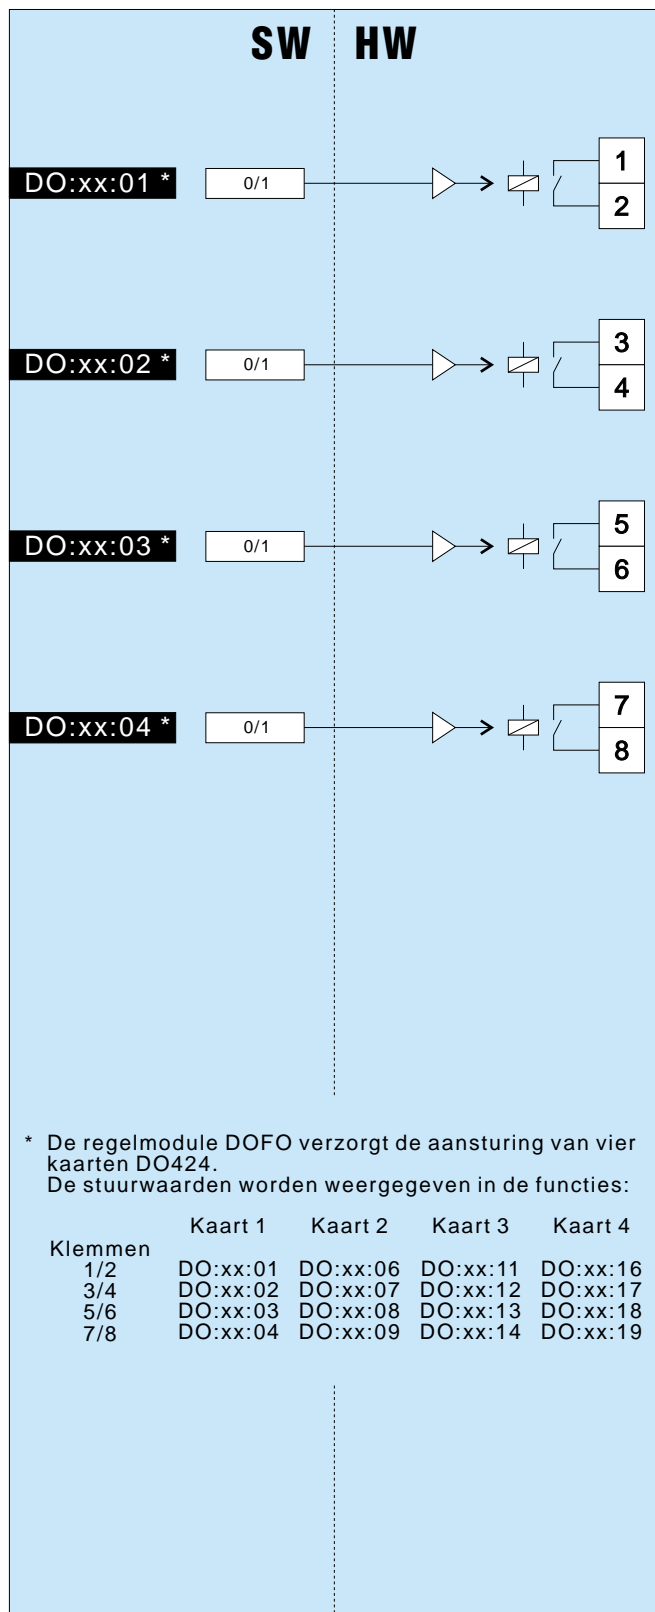 SW HW
DO:xx:01 * 0/1 1
2
DO:xx:02 * 0/1 3
4
DO:xx:03 * 0/1 5
6
DO:xx:04 * 0/1 7
8
* De regelmodule DOFO verzorgt de aansturing van vier
kaarten DO424.
De stuurwaarden worden weergegeven in de functies:
Kaart 1 Kaart 2 Kaart 3 Kaart 4
Klemmen
1/2 DO:xx:01 DO:xx:06 DO:xx:11 DO:xx:16
3/4 DO:xx:02 DO:xx:07 DO:xx:12 DO:xx:17
5/6 DO:xx:03 DO:xx:08 DO:xx:13 DO:xx:18
7/8 DO:xx:04 DO:xx:09 DO:xx:14 DO:xx:19